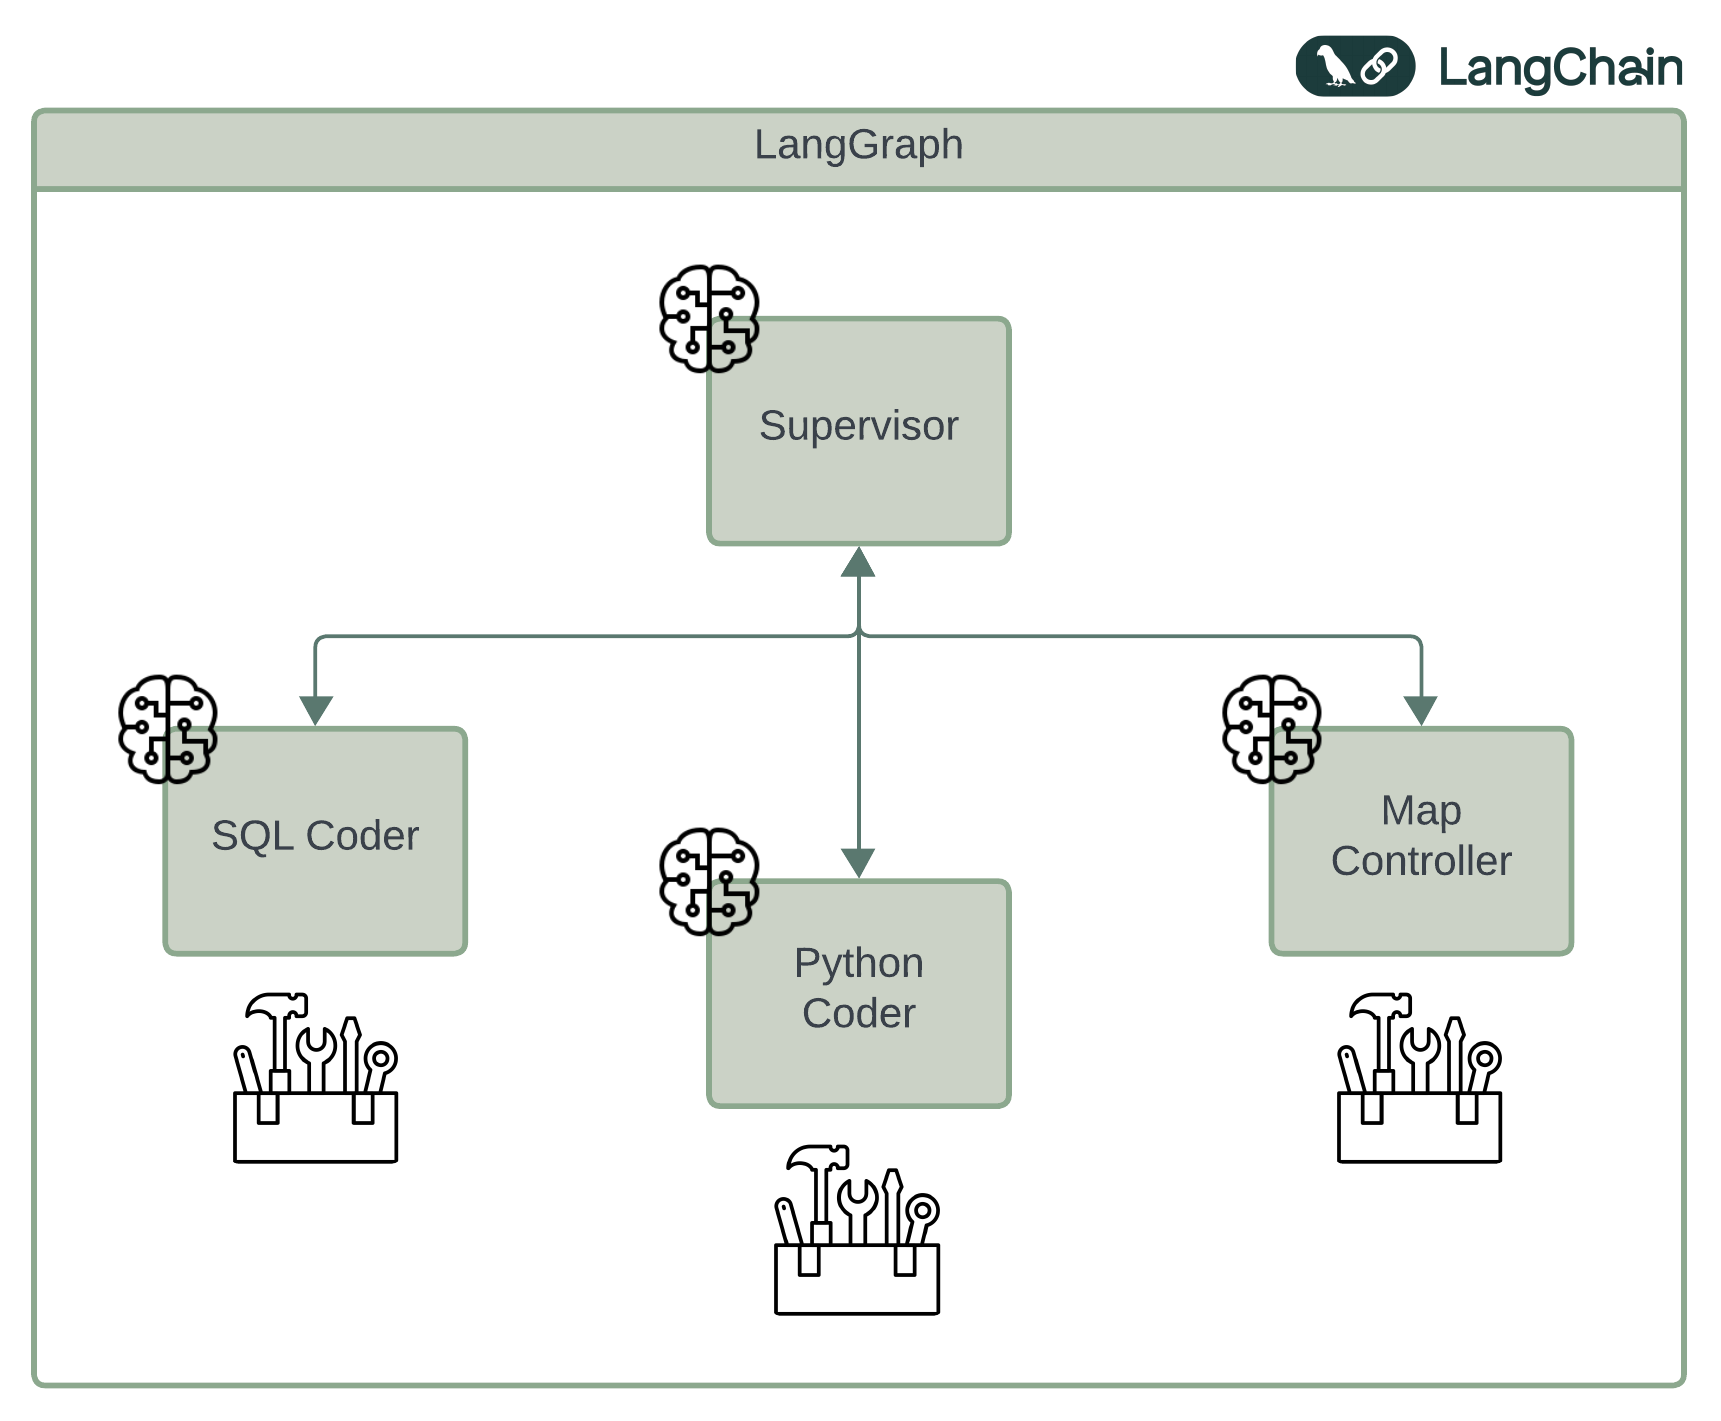 LangChain
LangGraph
Supervisor
SQL Coder
Map
Controller
Python
Coder